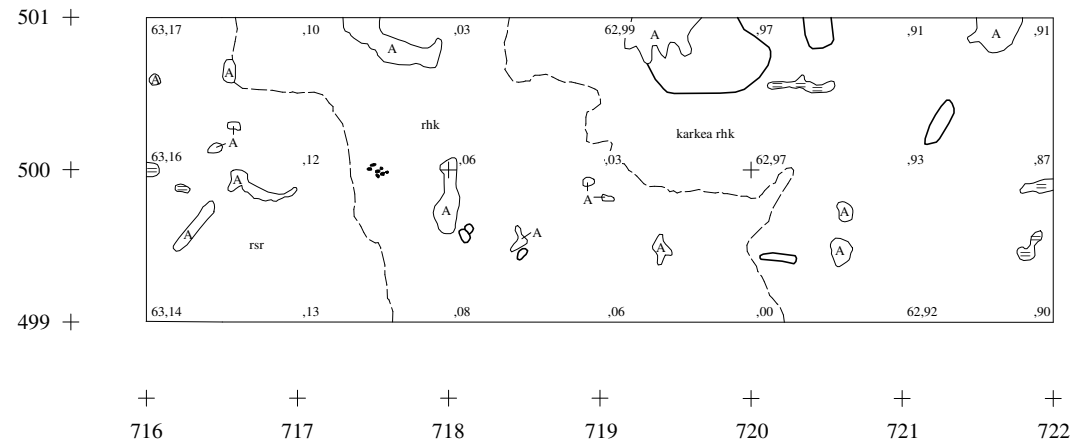 501 63,17 ,10 ,03 62,99 ,97 ,91 ,91
A A A
A A
rhk karkea rhk
A
500 63,16 ,12 ,06 ,03 62,97 ,93 ,87
A A
A A
A A A
rsr
499 63,14 ,13 ,08 ,06 ,00 62,92 ,90
716 717 718 719 720 721 722